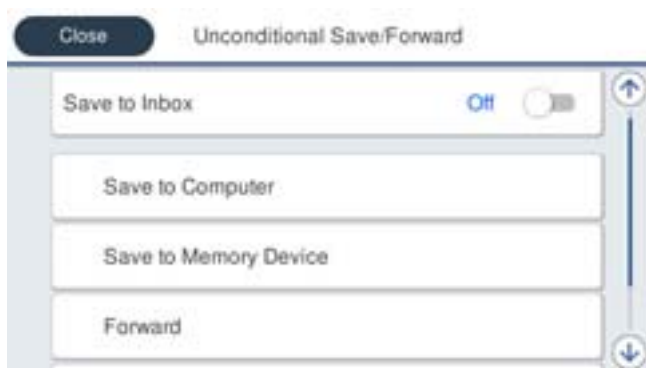 Close Unconditional Save/Forward
Save to Inbox Off
Save to Computer
Save to Memory Device
Forward